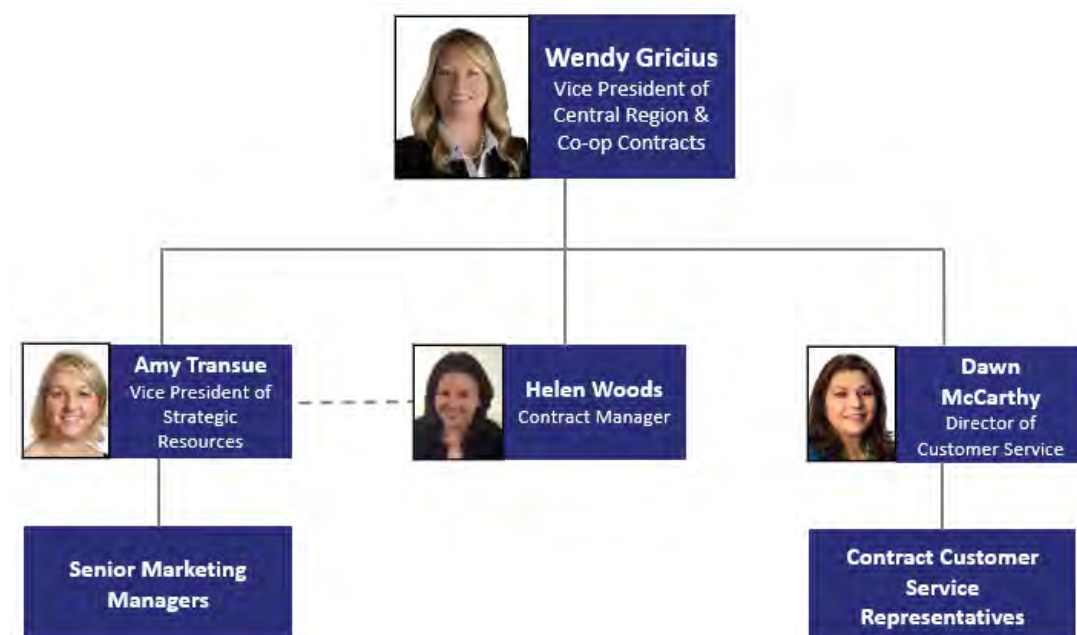 Wendy Gricius
Vice President of
Central Region &
Co-op Contracts
Amy Transue
Vice President of
Strategic
Resources
Helen Woods
Contract Manager
Dawn
McCarthy
Director of
Customer Service
Senior Marketing
Managers
Contract Customer
Service
Representatives